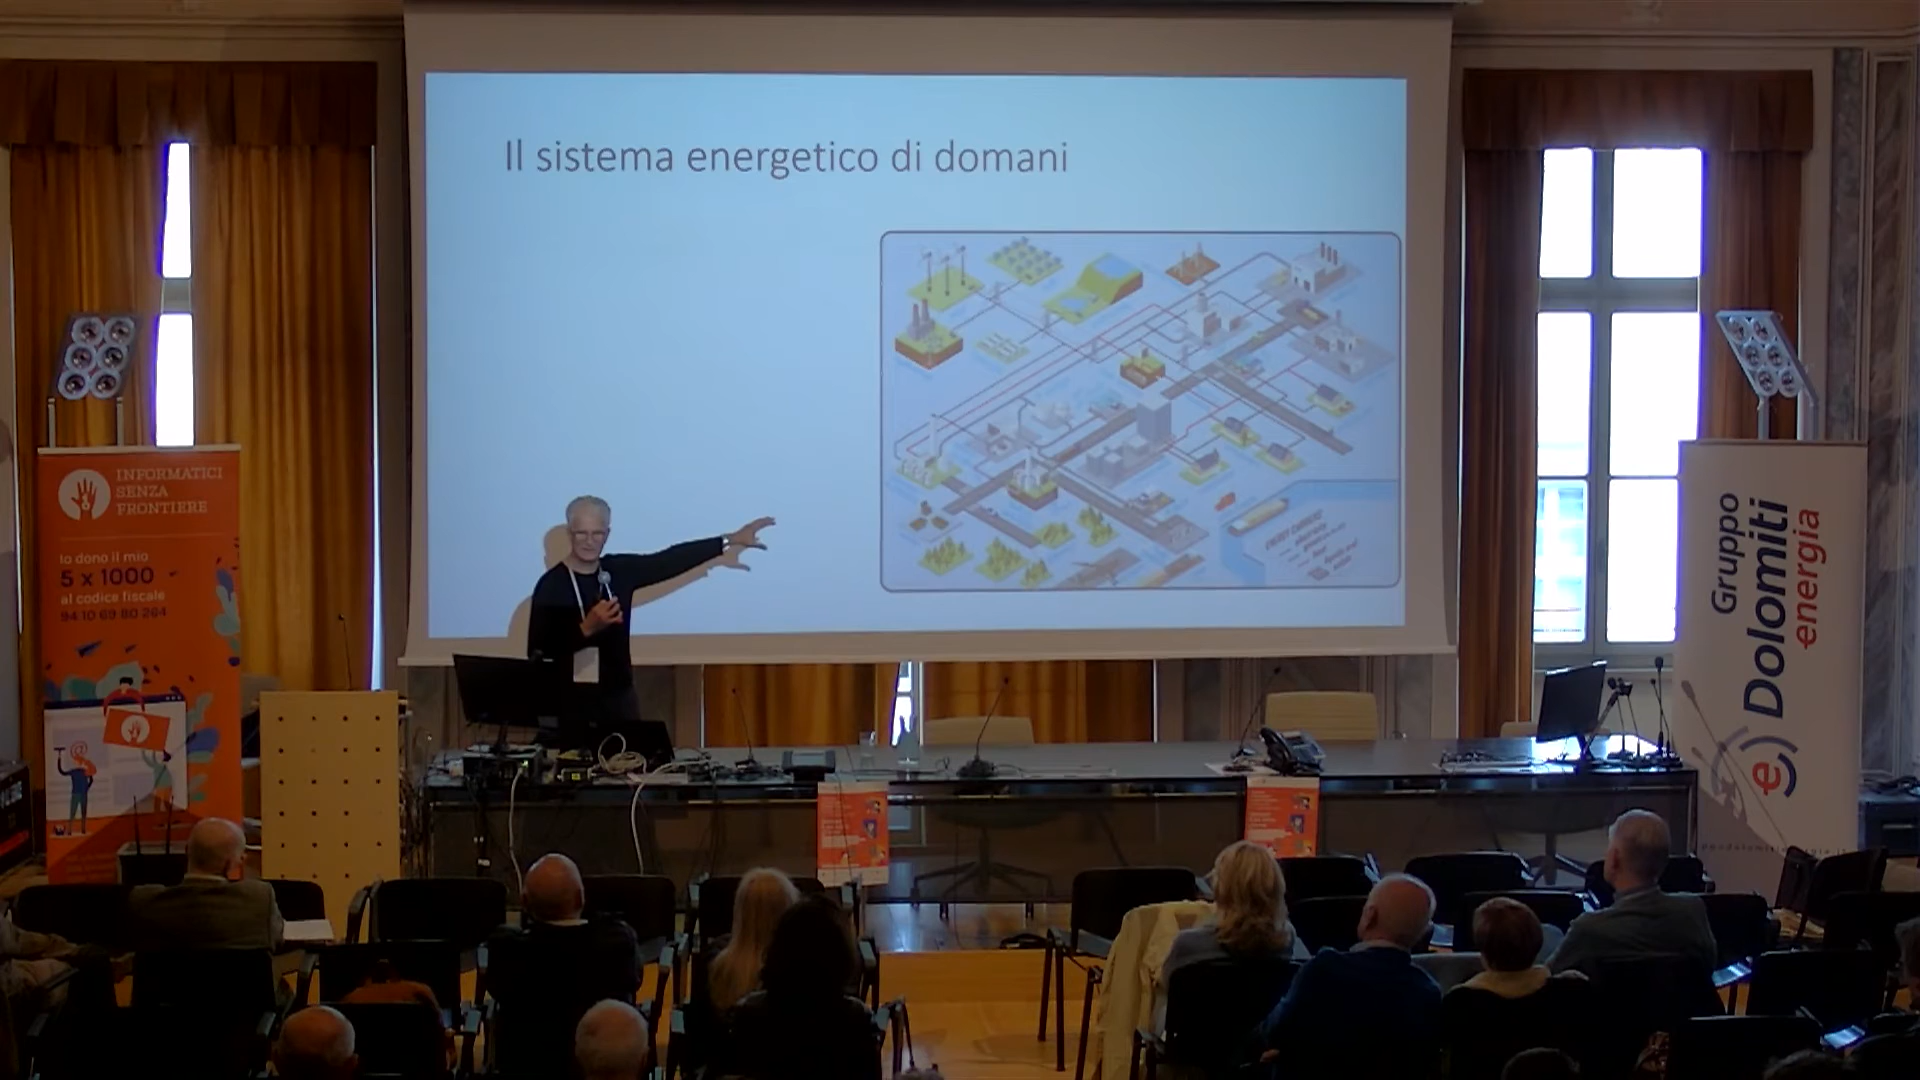 Il sistema energetico di domani
INFORMATICI
SENZA
FRONTIERE
Io dono il mio
5 x 1000
al codice fiscale
94 10 69 80 264
Gruppo
Dolomiti
energia